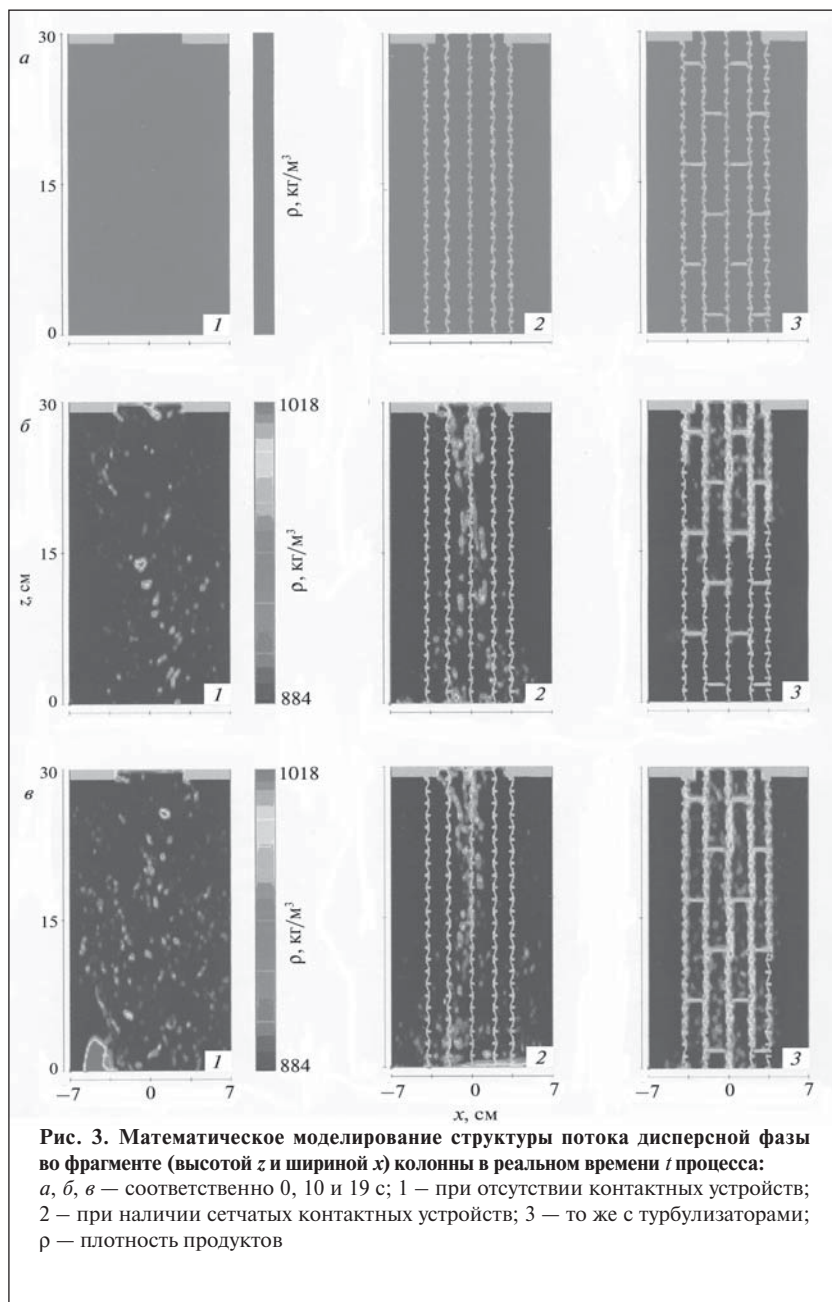 30
а
15
0
ρ, кг/м³
1
2
3
30
б
15
z, см
0
1018
ρ, кг/м³
884
1
2
3
30
в
15
0
1018
ρ, кг/м³
884
1
2
3
−7 0 7
−7 0 7
−7 0 7
x, см
Рис. 3. Математическое моделирование структуры потока дисперсной фазы
во фрагменте (высотой z и шириной x) колонны в реальном времени t процесса:
а, б, в — соответственно 0, 10 и 19 с; 1 — при отсутствии контактных устройств;
2 — при наличии сетчатых контактных устройств; 3 — то же с турбулизаторами;
ρ — плотность продуктов